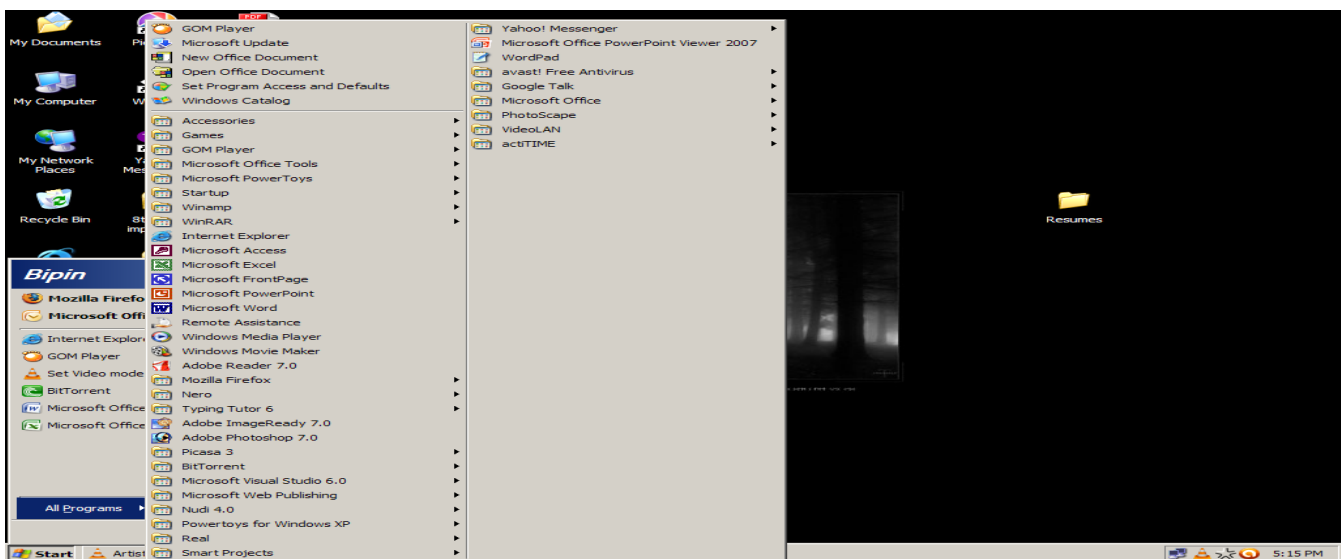 PDF
My Documents
My Computer
My Network
Places
Recycle Bin
Bipin
Mozilla Firefo
Microsoft Offi
Internet Explor
GOM Player
Set Video mode
BitTorrent
Microsoft Office
Microsoft Office
All Programs
Start
Artist
GOM Player
Microsoft Update
New Office Document
Open Office Document
Set Program Access and Defaults
Windows Catalog
Accessories
Games
GOM Player
Microsoft Office Tools
Microsoft PowerToys
Startup
Winamp
WinRAR
Internet Explorer
Microsoft Access
Microsoft Excel
Microsoft FrontPage
Microsoft PowerPoint
Microsoft Word
Remote Assistance
Windows Media Player
Windows Movie Maker
Adobe Reader 7.0
Mozilla Firefox
Nero
Typing Tutor 6
Adobe ImageReady 7.0
Adobe Photoshop 7.0
Picasa 3
BitTorrent
Microsoft Visual Studio 6.0
Microsoft Web Publishing
Nudi 4.0
Powertoys for Windows XP
Real
Smart Projects
Yahoo! Messenger
Microsoft Office PowerPoint Viewer 2007
WordPad
avast! Free Antivirus
Google Talk
Microsoft Office
PhotoScape
VideoLAN
actiTIME
Resumes
5:15 PM